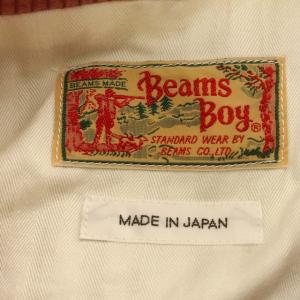 BEAMS MADE
Beams
Boy®
STANDARD WEAR BY
BEAMS CO., LTD.
MADE IN JAPAN